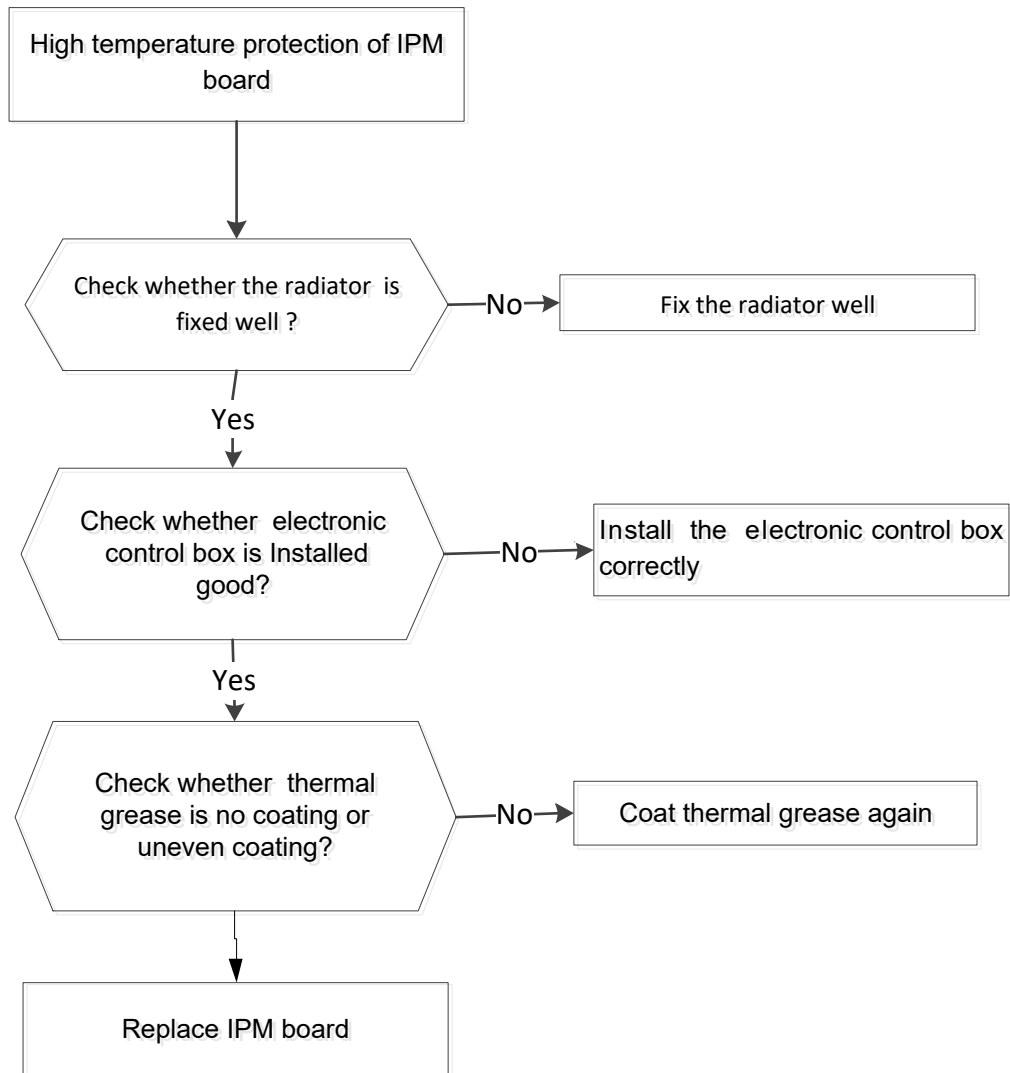 High temperature protection of IPM
board
Check whether the radiator is
fixed well ?
No
Fix the radiator well
Yes
Check whether electronic
control box is Installed
good?
No
Install the electronic control box
correctly
Yes
Check whether thermal
grease is no coating or
uneven coating?
No
Coat thermal grease again
Replace IPM board